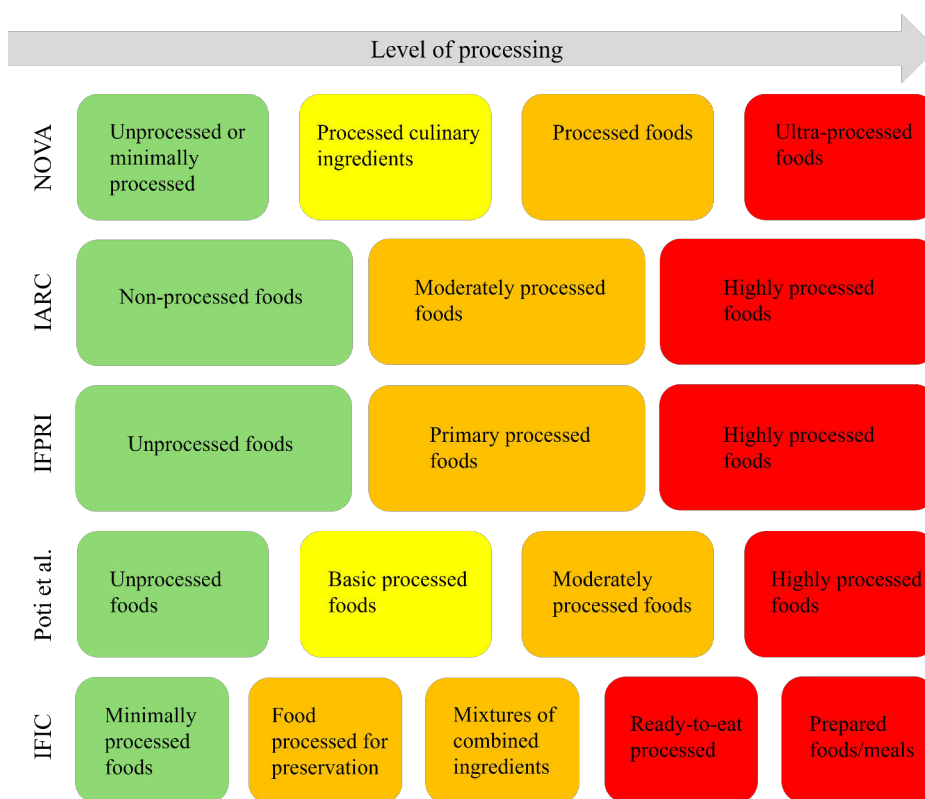 Level of processing
NOVA
Unprocessed or
minimally
processed
Processed culinary
ingredients
Processed foods
Ultra-processed
foods
IARC
Non-processed foods
Moderately processed
foods
Highly processed
foods
IFPRI
Unprocessed foods
Primary processed
foods
Highly processed
foods
Poti et al.
Unprocessed
foods
Basic processed
foods
Moderately
processed foods
Highly processed
foods
IFIC
Minimally
processed
foods
Food
processed for
preservation
Mixtures of
combined
ingredients
Ready-to-eat
processed
Prepared
foods/meals